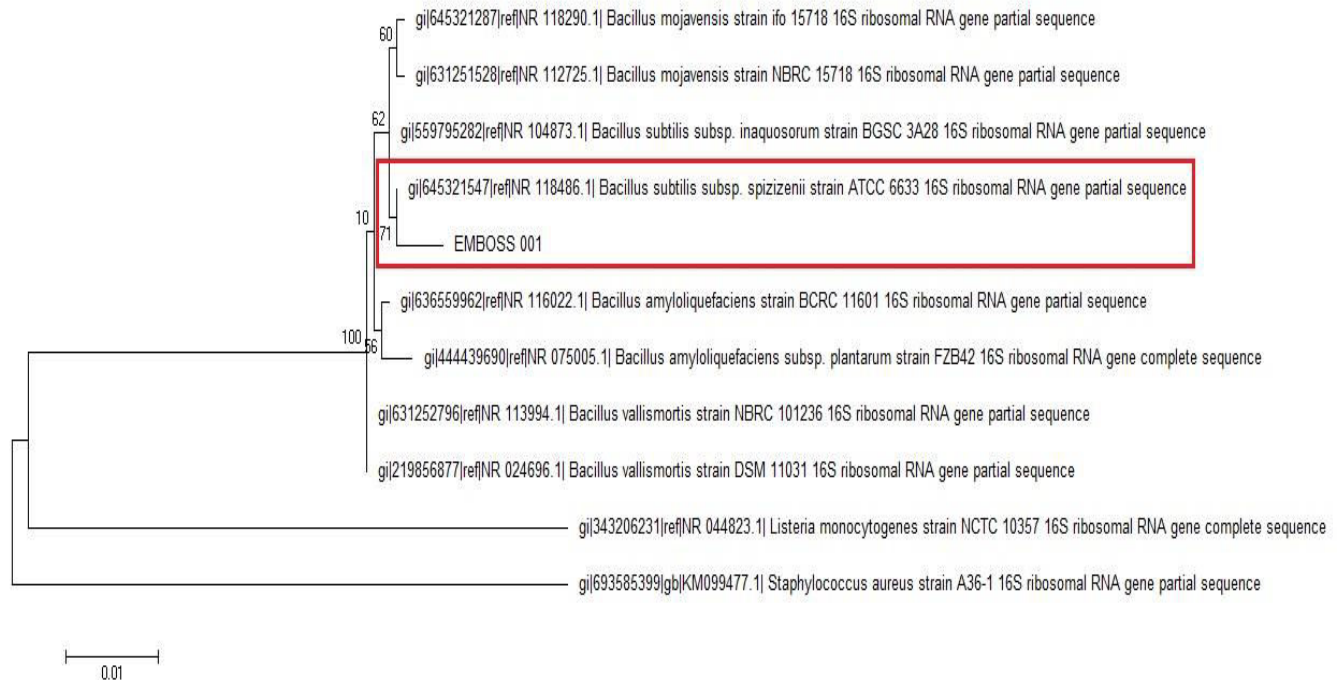 gi|645321287|ref|NR 118290.1| Bacillus mojavensis strain ifo 15718 16S ribosomal RNA gene partial sequence
60
gi|631251528|ref|NR 112725.1| Bacillus mojavensis strain NBRC 15718 16S ribosomal RNA gene partial sequence
62
gi|559795282|ref|NR 104873.1| Bacillus subtilis subsp. inaquosorum strain BGSC 3A28 16S ribosomal RNA gene partial sequence
gi|645321547|ref|NR 118486.1| Bacillus subtilis subsp. spizizenii strain ATCC 6633 16S ribosomal RNA gene partial sequence
10
71
EMBOSS 001
gi|636559962|ref|NR 116022.1| Bacillus amyloliquefaciens strain BCRC 11601 16S ribosomal RNA gene partial sequence
100
56
gi|444439690|ref|NR 075005.1| Bacillus amyloliquefaciens subsp. plantarum strain FZB42 16S ribosomal RNA gene complete sequence
gi|631252796|ref|NR 113994.1| Bacillus vallismortis strain NBRC 101236 16S ribosomal RNA gene partial sequence
gi|219856877|ref|NR 024696.1| Bacillus vallismortis strain DSM 11031 16S ribosomal RNA gene partial sequence
gi|343206231|ref|NR 044823.1| Listeria monocytogenes strain NCTC 10357 16S ribosomal RNA gene complete sequence
gi|693585399|gb|KM099477.1| Staphylococcus aureus strain A36-1 16S ribosomal RNA gene partial sequence
0.01